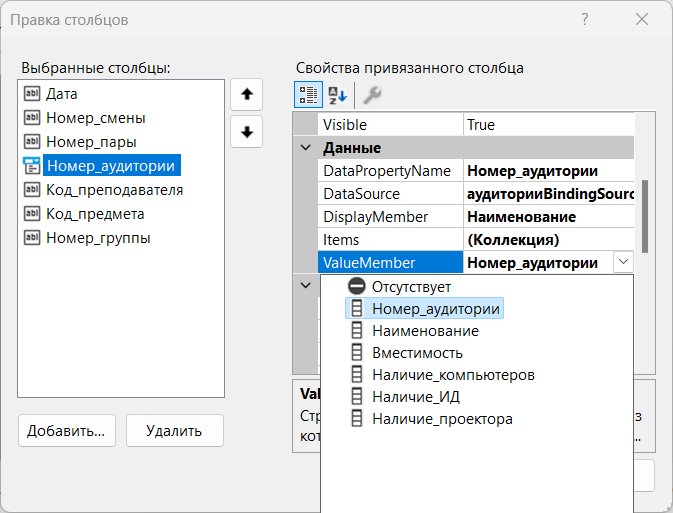 Правка столбцов
Выбранные столбцы:
Дата
Номер_смены
Номер_пары
Номер_аудитории
Код_преподавателя
Код_предмета
Номер_группы
Добавить...
Удалить
Свойства привязанного столбца
Visible True
Данные
DataPropertyName Номер_аудитории
DataSource аудиторииBindingSourc
DisplayMember Наименование
Items (Коллекция)
ValueMember Номер_аудитории
Отсутствует
Номер_аудитории
Наименование
Вместимость
Наличие_компьютеров
Наличие_ИД
Наличие_проектора
Val
Стр
кот